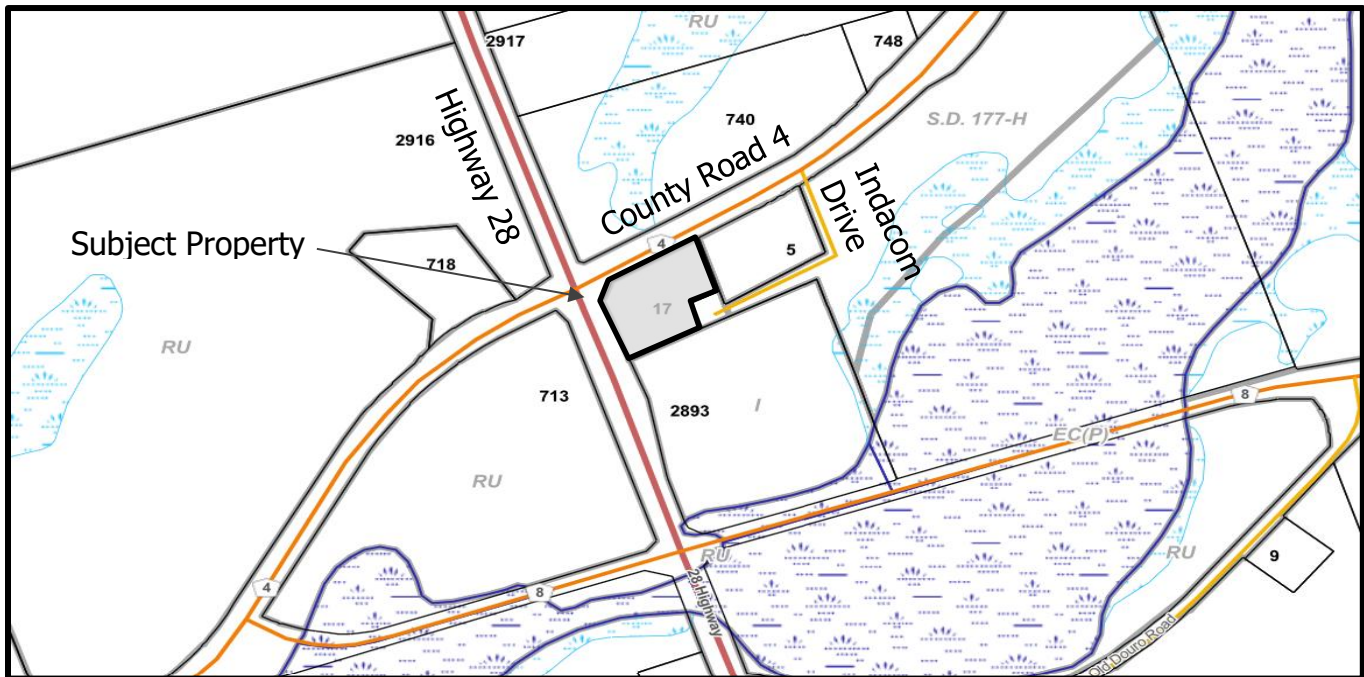 RU
2917
748
S.D. 177-H
740
2916
Highway 28
County Road 4
Indacom
Drive
Subject Property
718
4
5
17
RU
713
2893
I
8
EC(P)
RU
RU
RU
9
4
8
28 Highway
Old Douro Road